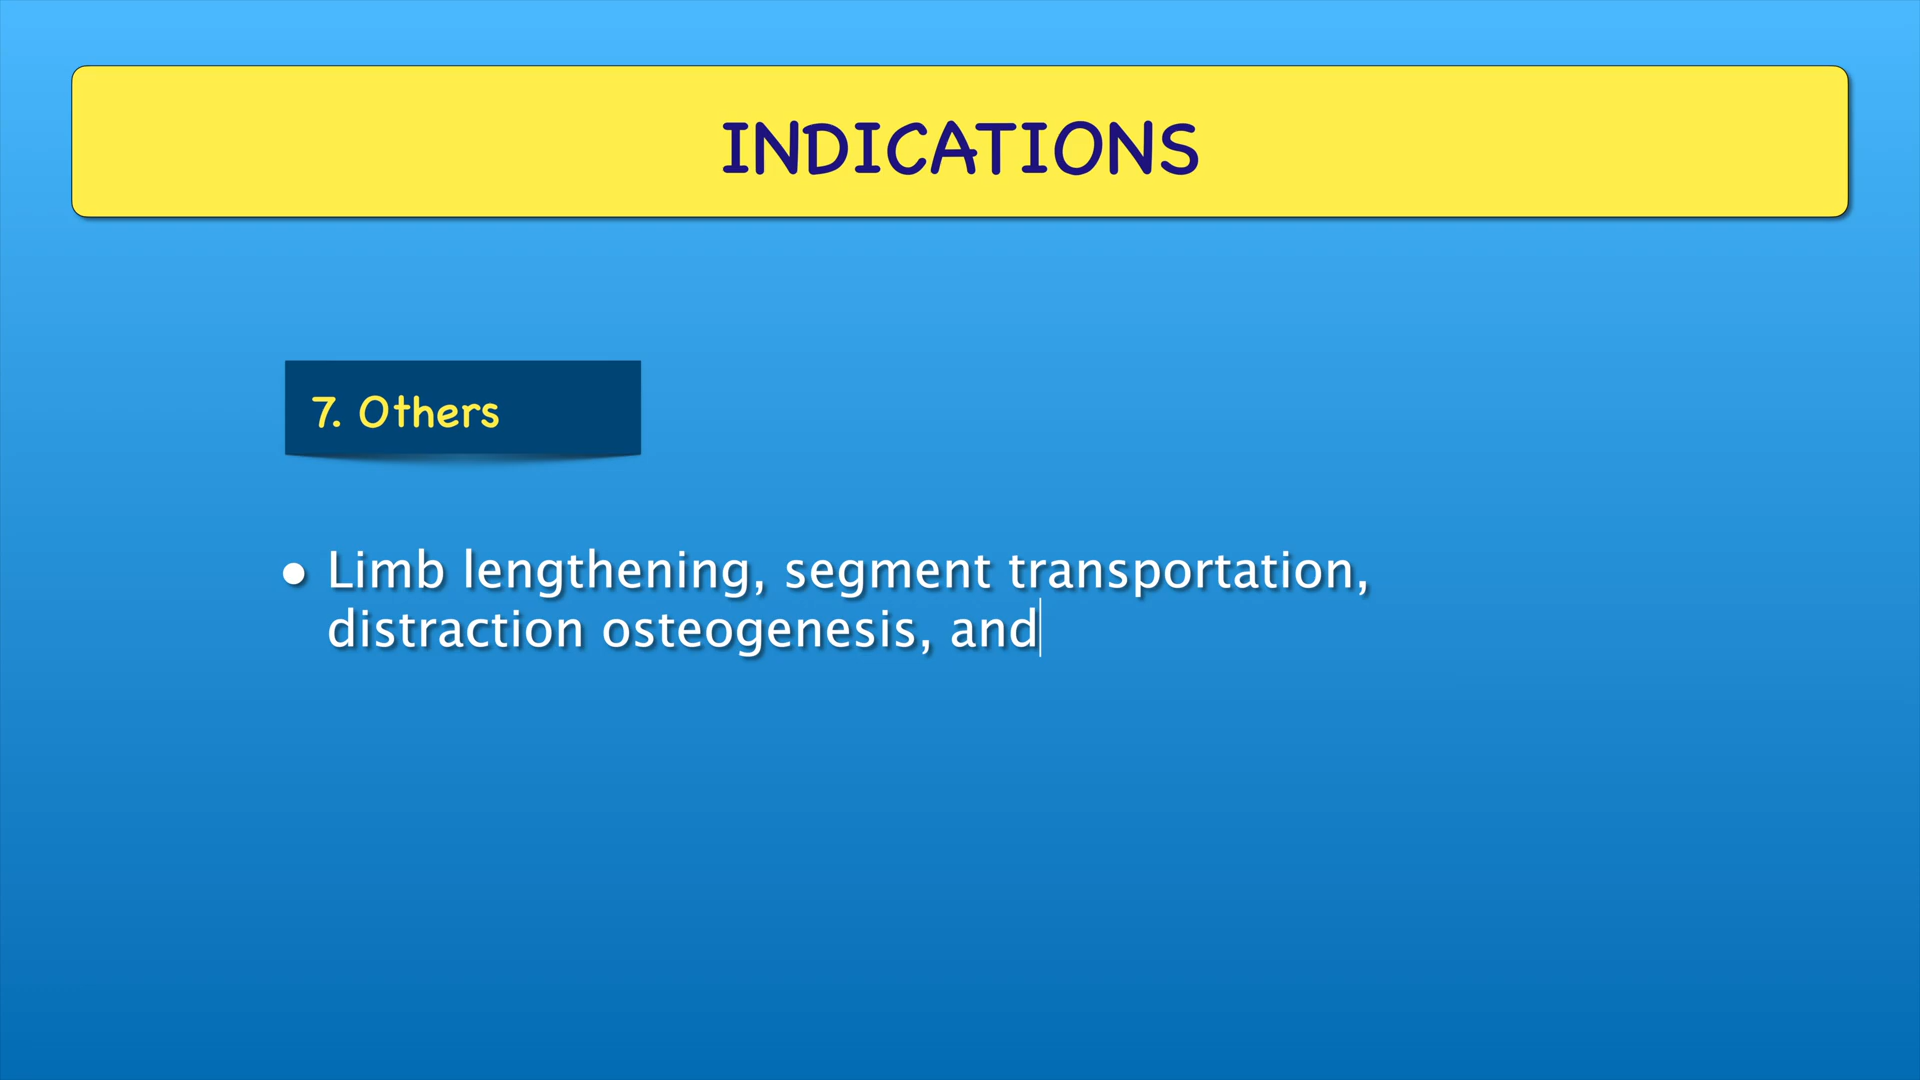 INDICATIONS
7. Others
• Limb lengthening, segment transportation,
distraction osteogenesis, and